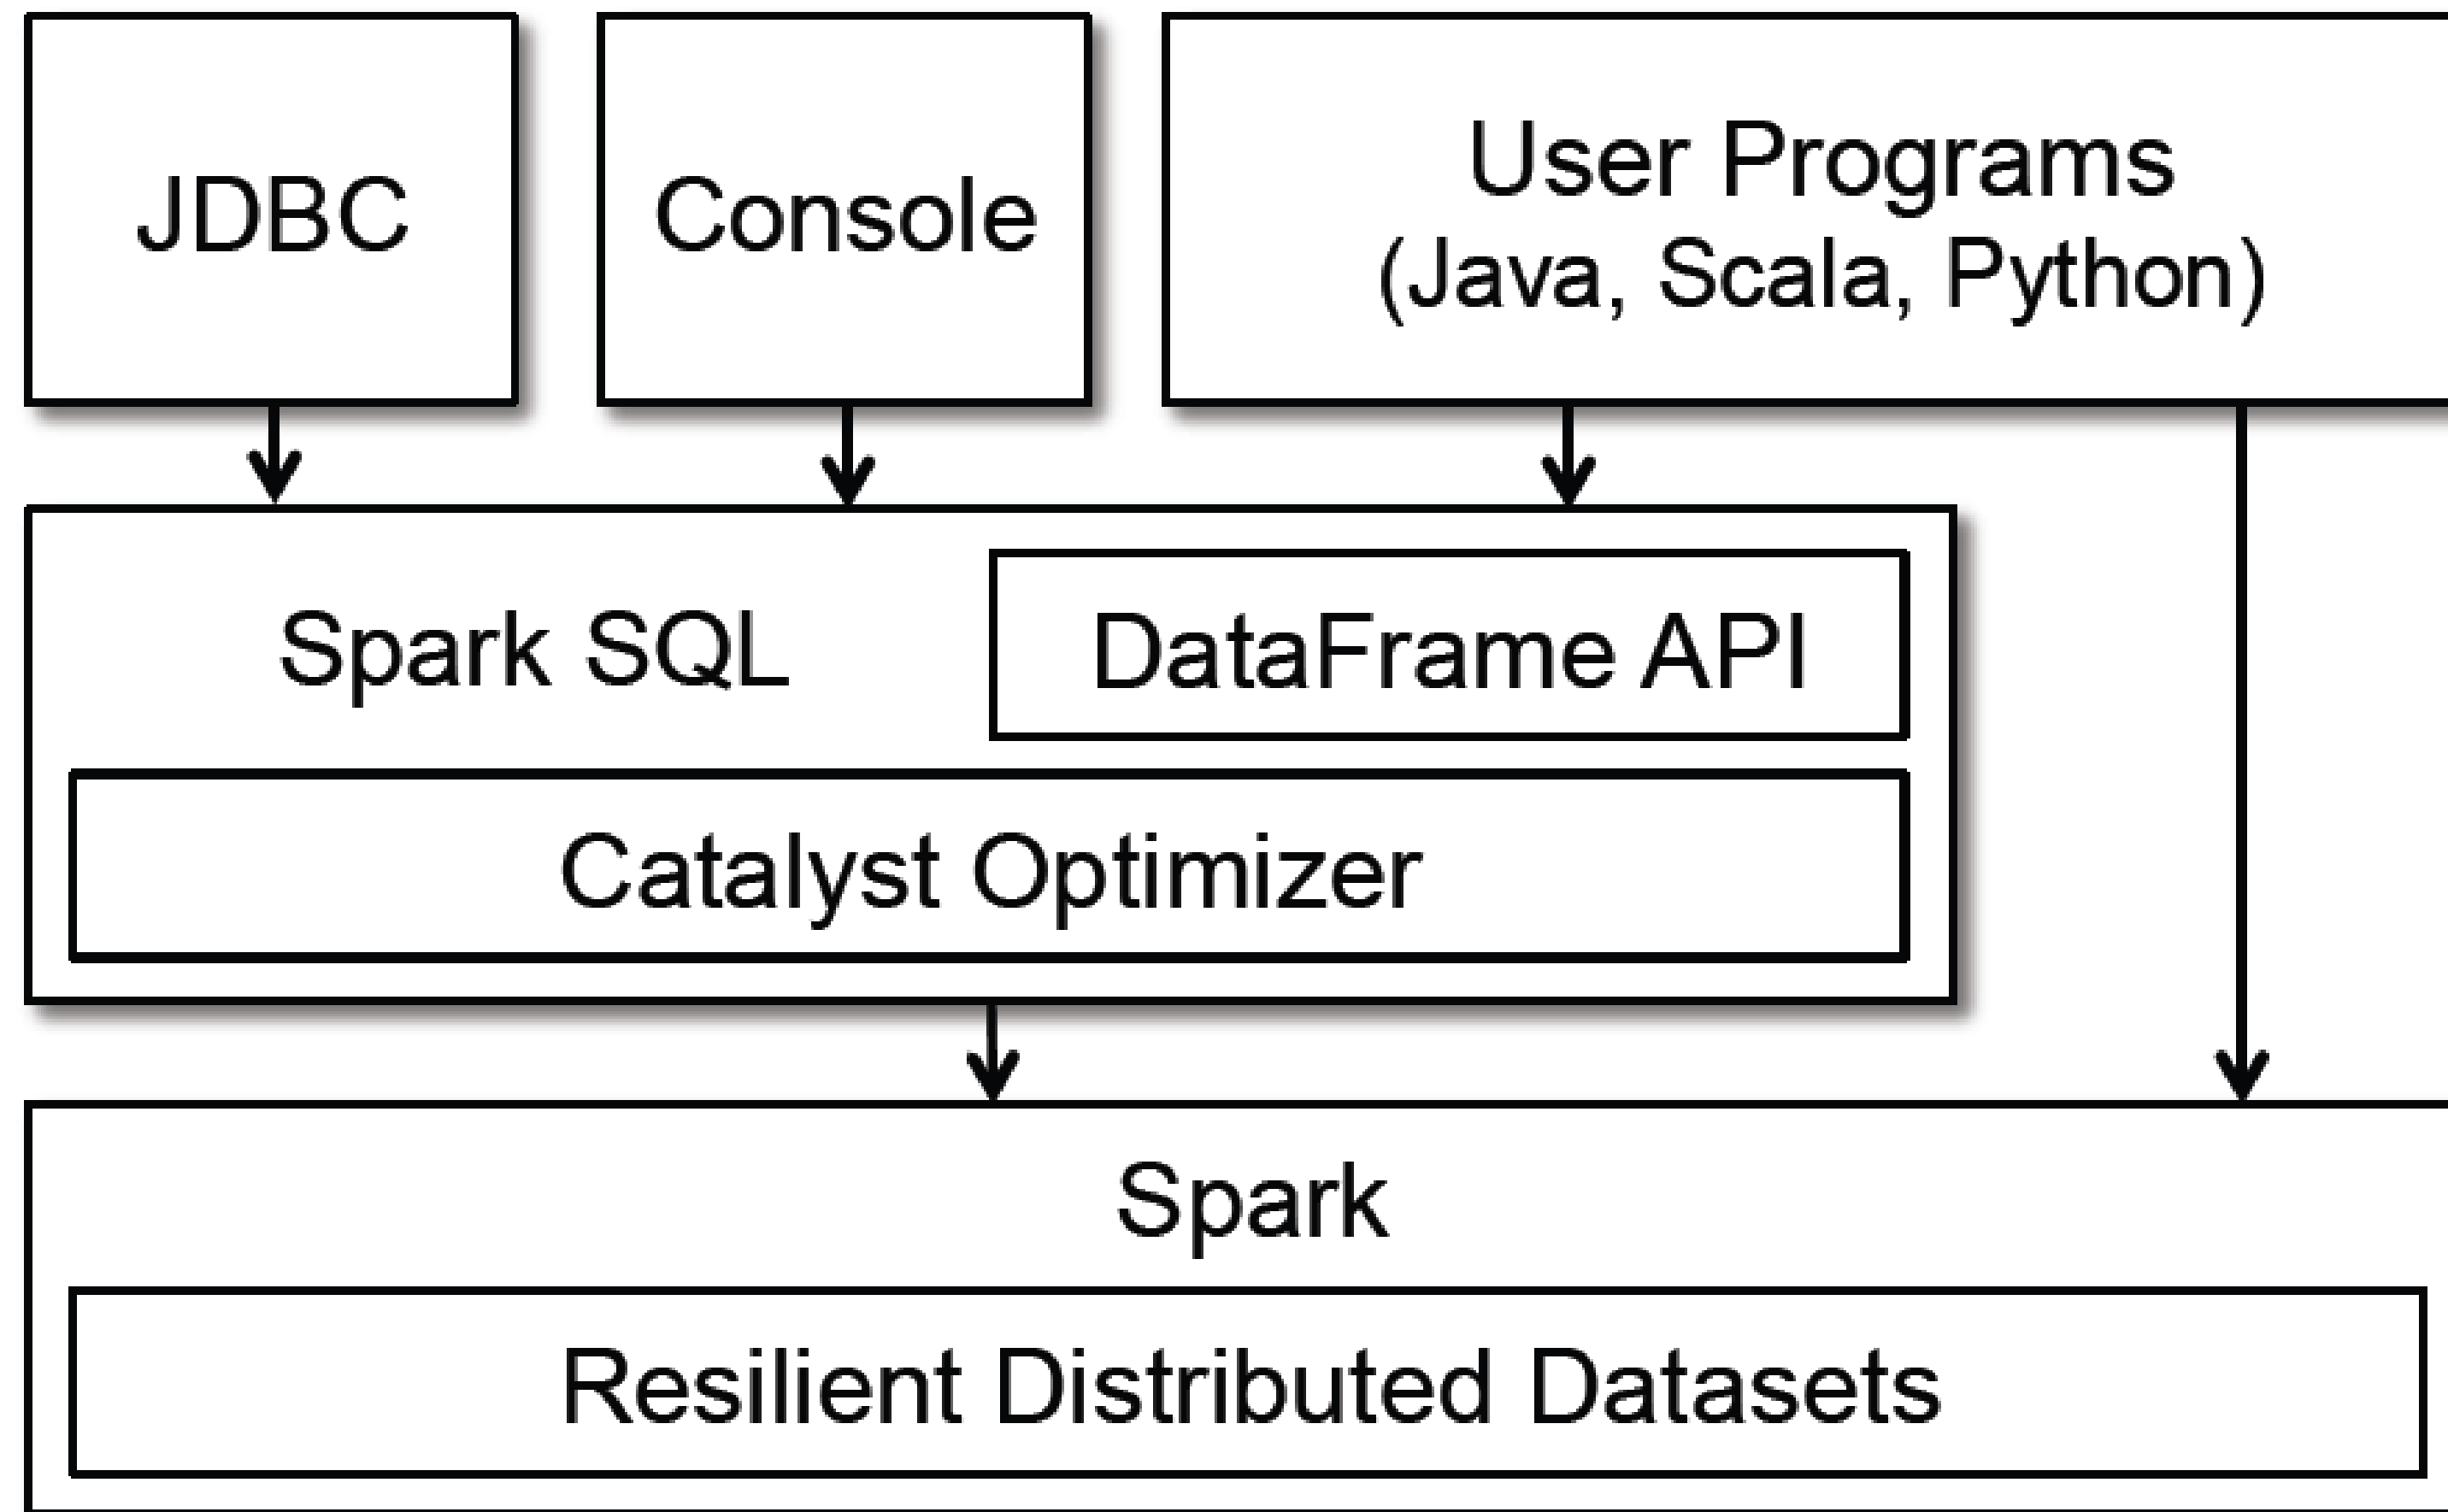 JDBC
Console
User Programs
(Java, Scala, Python)
Spark SQL
DataFrame API
Catalyst Optimizer
Spark
Resilient Distributed Datasets